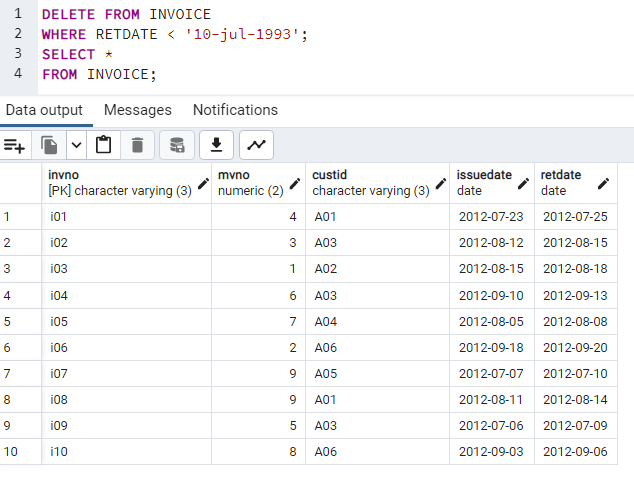 1 DELETE FROM INVOICE
2 WHERE RETDATE < '10-jul-1993';
3 SELECT *
4 FROM INVOICE;
Data output Messages Notifications
invno mvno custid issuedate retdate
[PK] character varying (3) numeric (2) character varying (3) date date
1 i01 4 A01 2012-07-23 2012-07-25
2 i02 3 A03 2012-08-12 2012-08-15
3 i03 1 A02 2012-08-15 2012-08-18
4 i04 6 A03 2012-09-10 2012-09-13
5 i05 7 A04 2012-08-05 2012-08-08
6 i06 2 A06 2012-09-18 2012-09-20
7 i07 9 A05 2012-07-07 2012-07-10
8 i08 9 A01 2012-08-11 2012-08-14
9 i09 5 A03 2012-07-06 2012-07-09
10 i10 8 A06 2012-09-03 2012-09-06